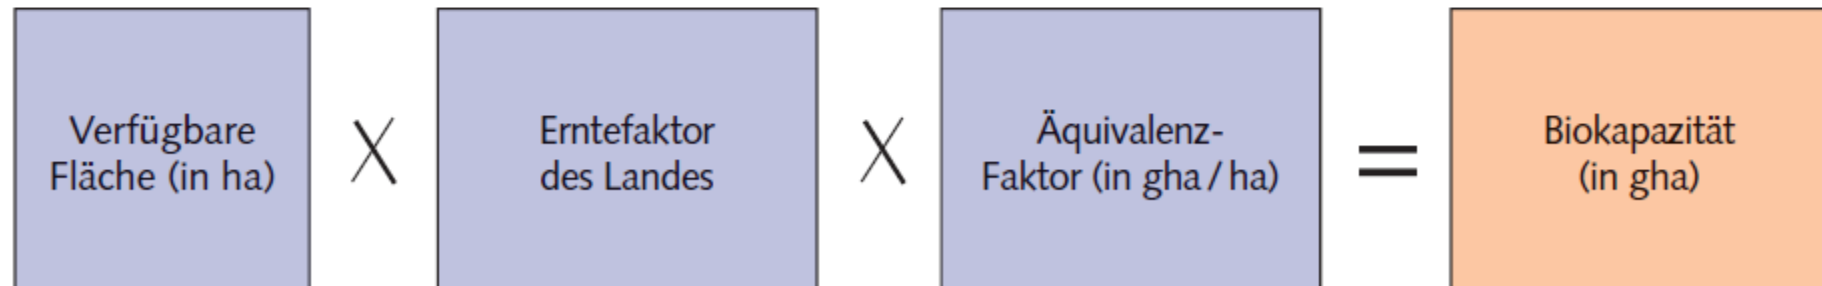 Verfügbare
Fläche (in ha)
X
Erntefaktor
des Landes
X
Äquivalenz-
Faktor (in gha / ha)
=
Biokapazität
(in gha)